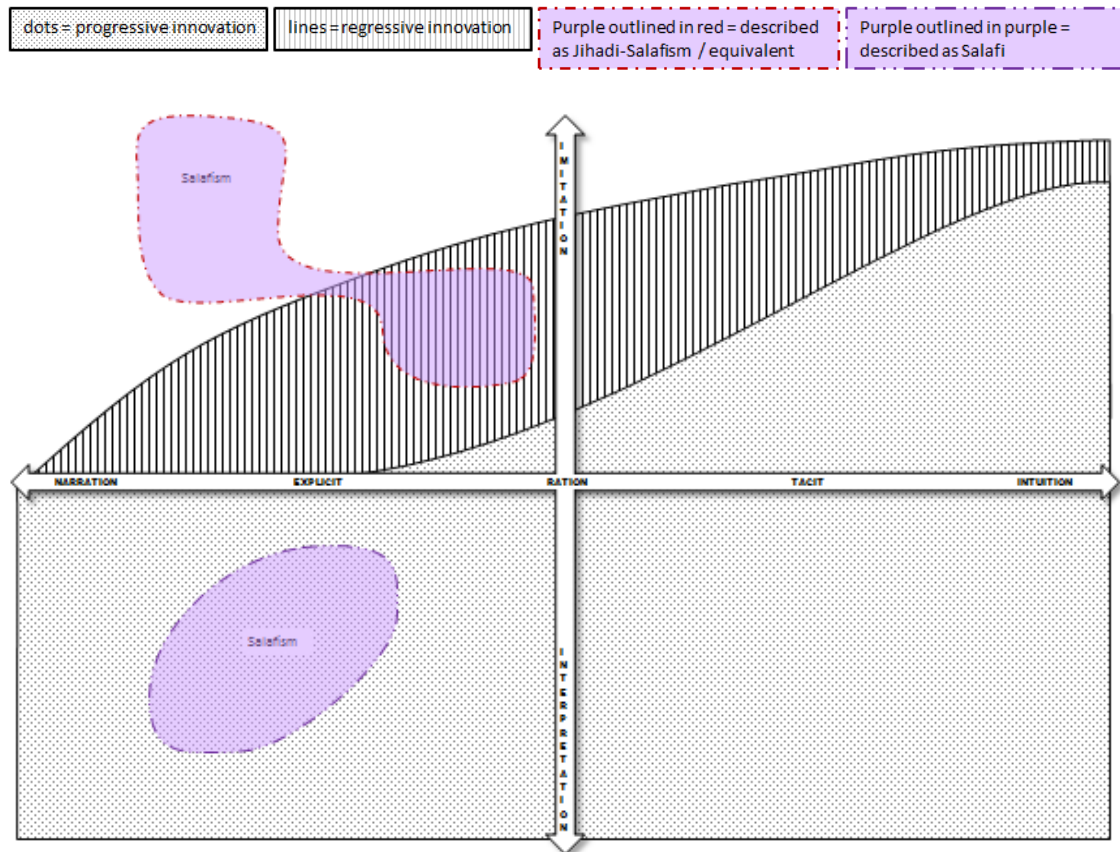 dots = progressive innovation
lines = regressive innovation
Purple outlined in red = described
as Jihadi-Salafism / equivalent
Purple outlined in purple =
described as Salafi
Salafism
IMITATION
NARRATION
EXPLICIT
RATION
TACIT
INTUITION
Salafism
INTERPRETATION